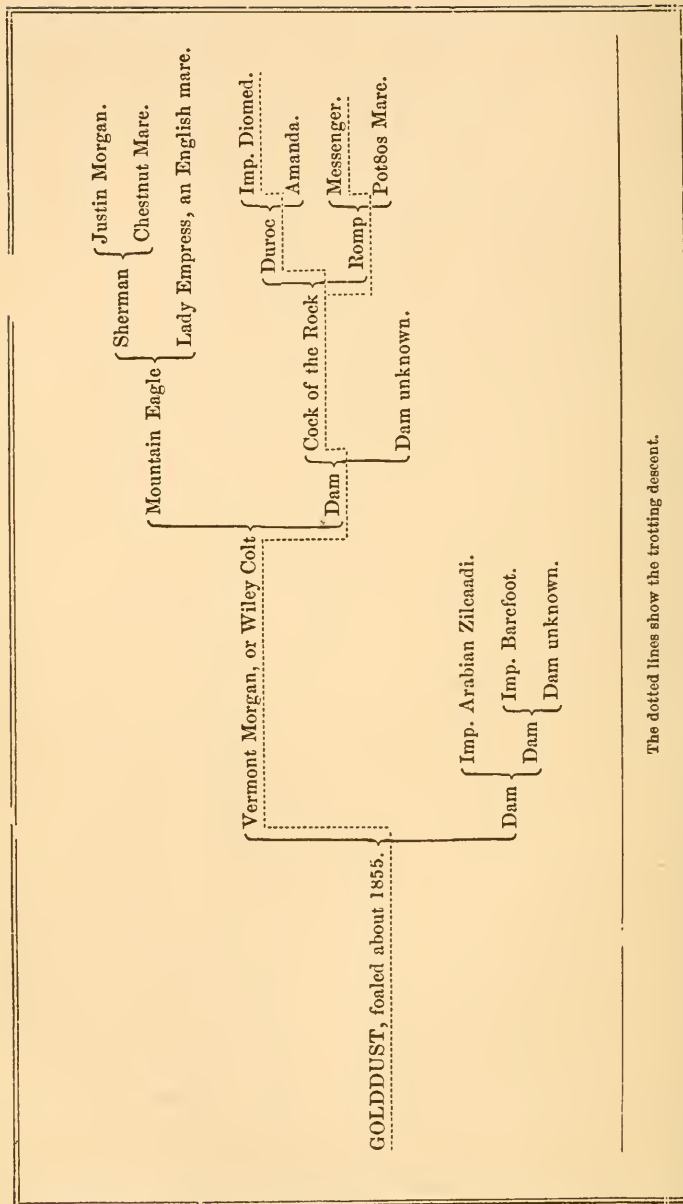 GOLDDUST, foaled about 1855.
Vermont Morgan, or Wiley Colt
Mountain Eagle
Sherman
Justin Morgan.
Chestnut Mare.
Lady Empress, an English mare.
Dam
Cock of the Rock
Duroc
Imp. Diomed.
Amanda.
Romp
Messenger.
Pot8os Mare.
Dam unknown.
Dam
Imp. Arabian Zilcaadi.
Dam
Imp. Barefoot.
Dam unknown.
The dotted lines show the trotting descent.